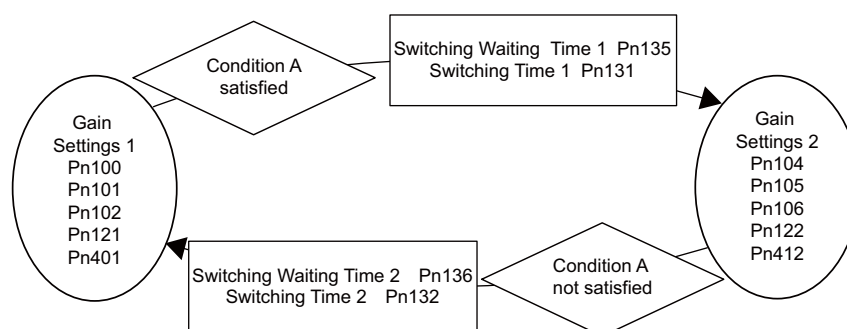 Condition A
satisfied
Switching Waiting Time 1 Pn135
Switching Time 1 Pn131
Gain
Settings 1
Pn100
Pn101
Pn102
Pn121
Pn401
Gain
Settings 2
Pn104
Pn105
Pn106
Pn122
Pn412
Switching Waiting Time 2 Pn136
Switching Time 2 Pn132
Condition A
not satisfied